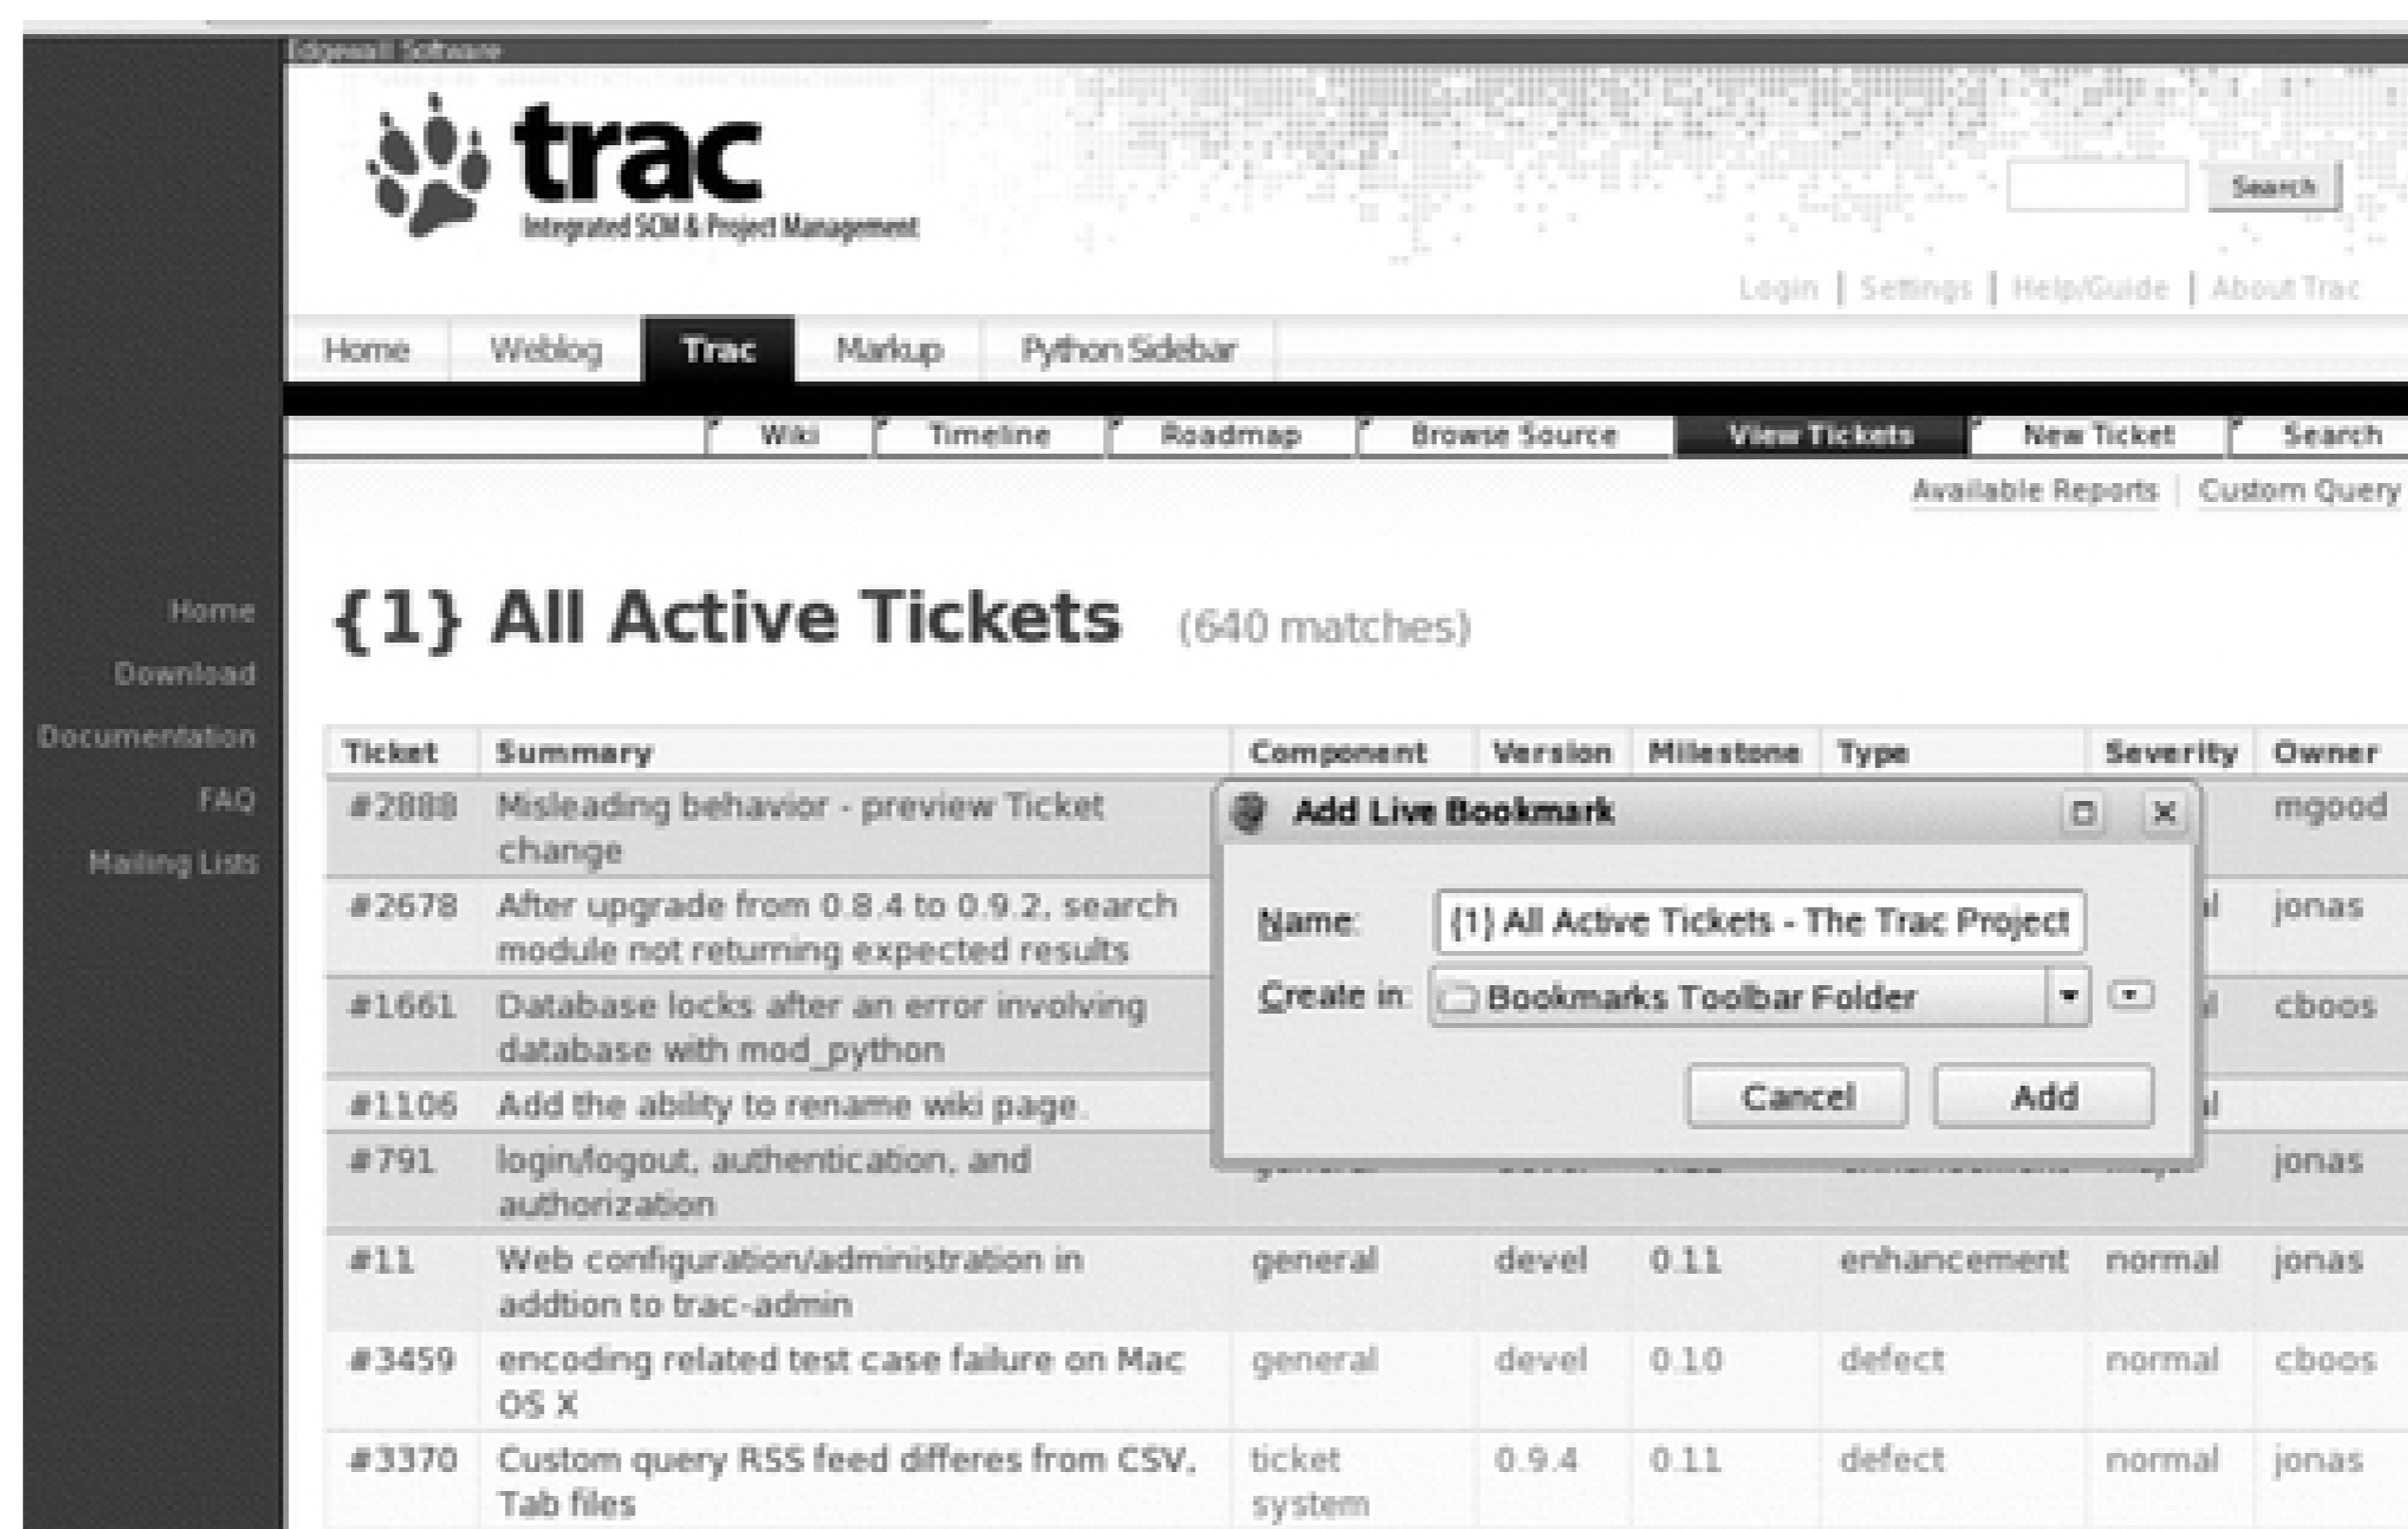 Edgewall Software
trac
Integrated SCM & Project Management
Search
Login | Settings | Help/Guide | About Trac
Home Weblog Trac Markup Python Sidebar
Wiki Timeline Roadmap Browse Source View Tickets New Ticket Search
Available Reports | Custom Query
Home
Download
Documentation
FAQ
Mailing Lists
{1} All Active Tickets (640 matches)
Ticket Summary Component Version Milestone Type Severity Owner
#2888 Misleading behavior - preview Ticket mgood
change
#2678 After upgrade from 0.8.4 to 0.9.2, search jonas
module not returning expected results
#1661 Database locks after an error involving cboos
database with mod_python
#1106 Add the ability to rename wiki page.
#791 login/logout, authentication, and jonas
authorization
#11 Web configuration/administration in general devel 0.11 enhancement normal jonas
addtion to trac-admin
#3459 encoding related test case failure on Mac general devel 0.10 defect normal cboos
OS X
#3370 Custom query RSS feed differes from CSV, ticket 0.9.4 0.11 defect normal jonas
Tab files system
Add Live Bookmark
Name: {1} All Active Tickets - The Trac Project
Create in: Bookmarks Toolbar Folder
Cancel Add